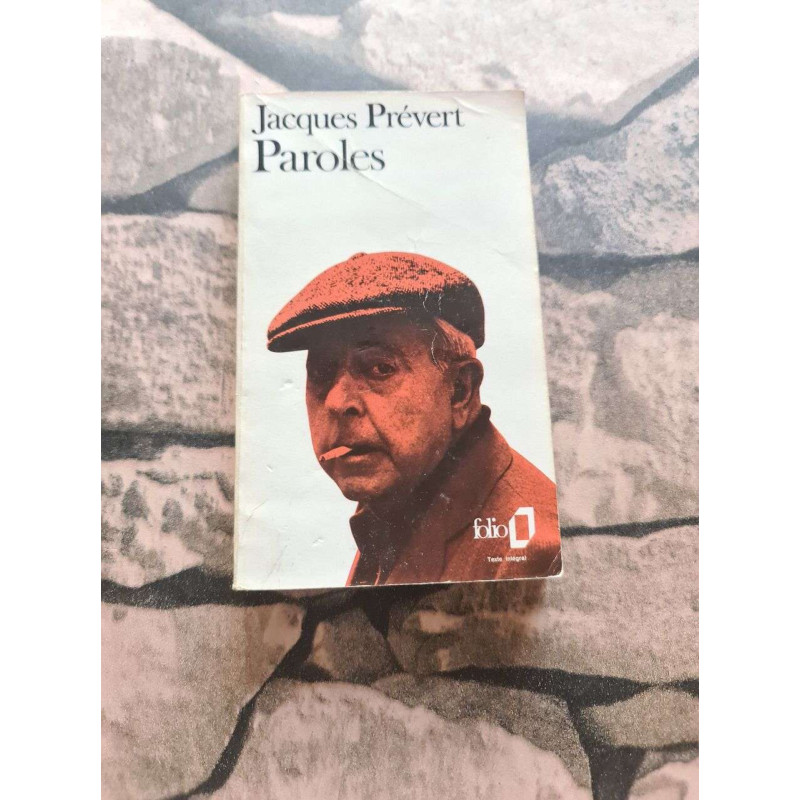 Jacques Prévert
Paroles
folio
Texte intégral